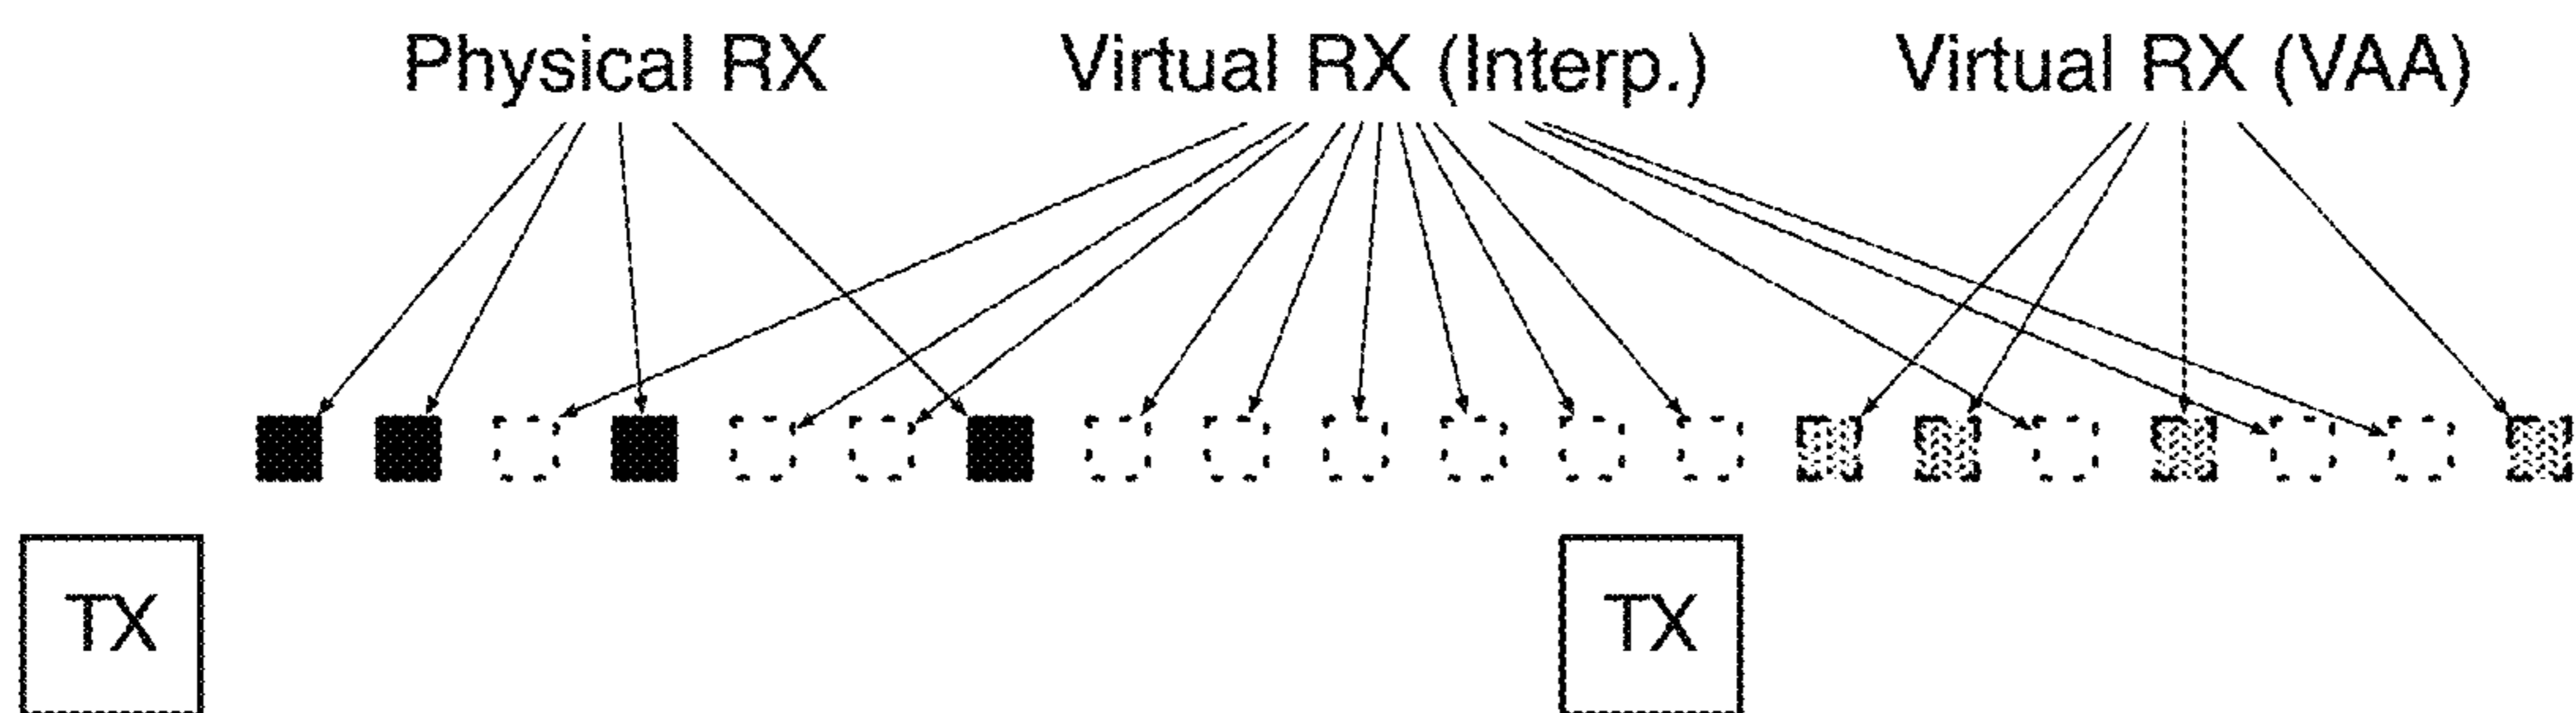 Physical RX Virtual RX (Interp.) Virtual RX (VAA)
TX TX